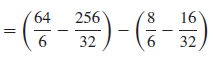 = (64/6 − 256/32) − (8/6 − 16/32)